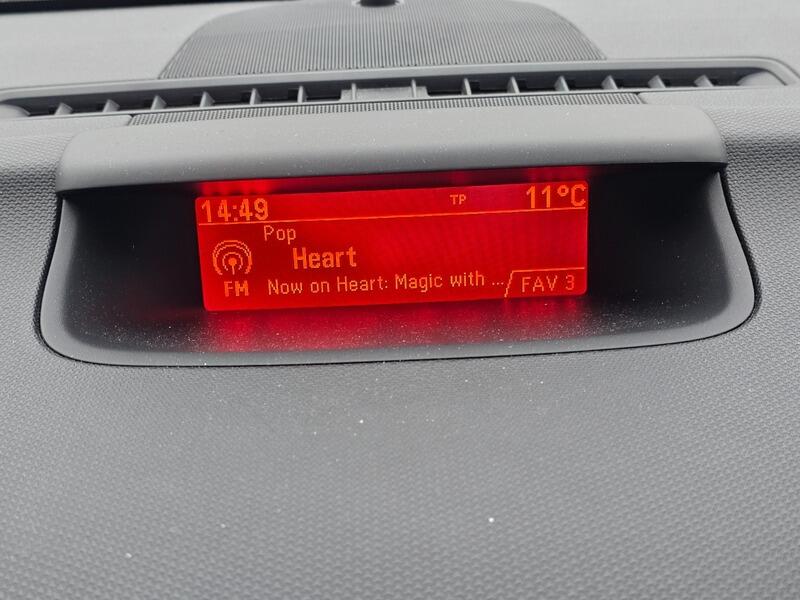 14:49 TP 11°C
Pop
Heart
FM Now on Heart: Magic with ... FAV 3